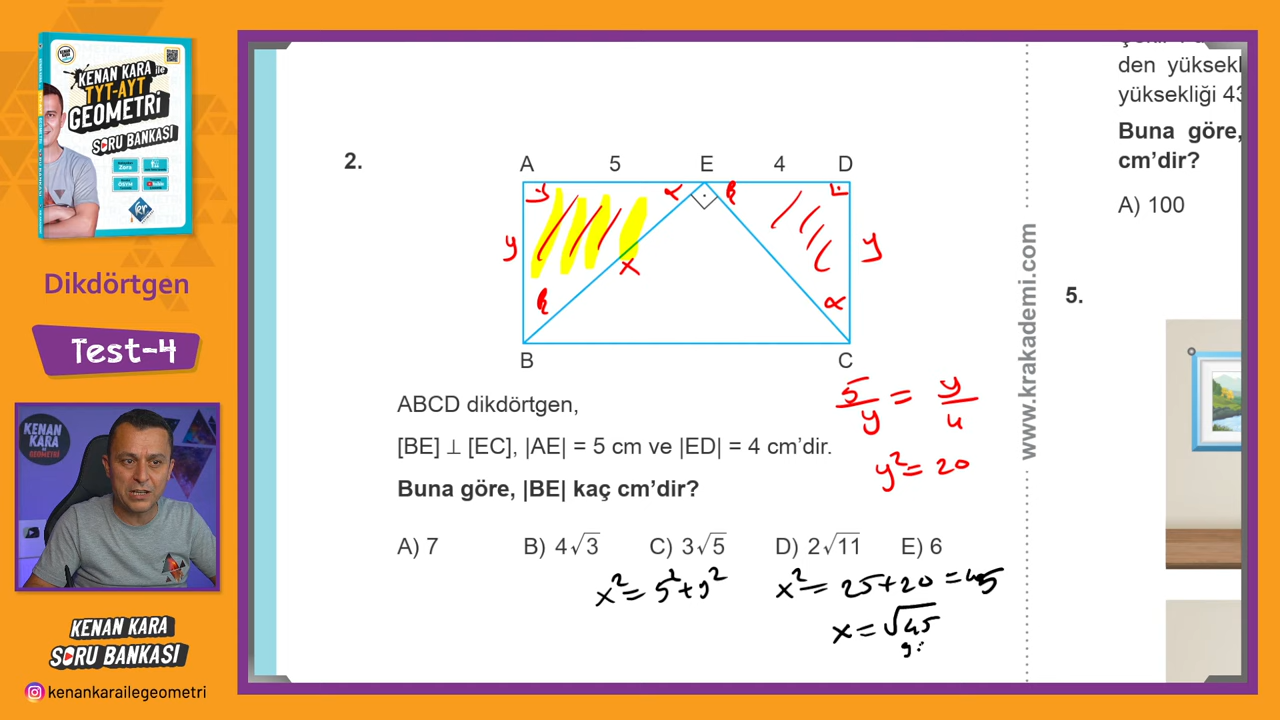 KENAN KARA ile
TYT-AYT
GEOMETRİ
SORU BANKASI
Dikdörtgen
Test-4
KENAN KARA
ile
GEOMETRİ
KENAN KARA
SORU BANKASI
kenankarailegeometri
2.
A 5 E 4 D
y α β
y x y
β α
B C
ABCD dikdörtgen,
[BE] ⊥ [EC], |AE| = 5 cm ve |ED| = 4 cm’dir.
Buna göre, |BE| kaç cm’dir?
A) 7 B) 4√3 C) 3√5 D) 2√11 E) 6
5/y = y/4
y² = 20
x² = 5² + y² x² = 25 + 20 = 45
x = √45
9·
www.krakademi.com
den yüksekl
yüksekliği 43
Buna göre,
cm’dir?
A) 100
5.